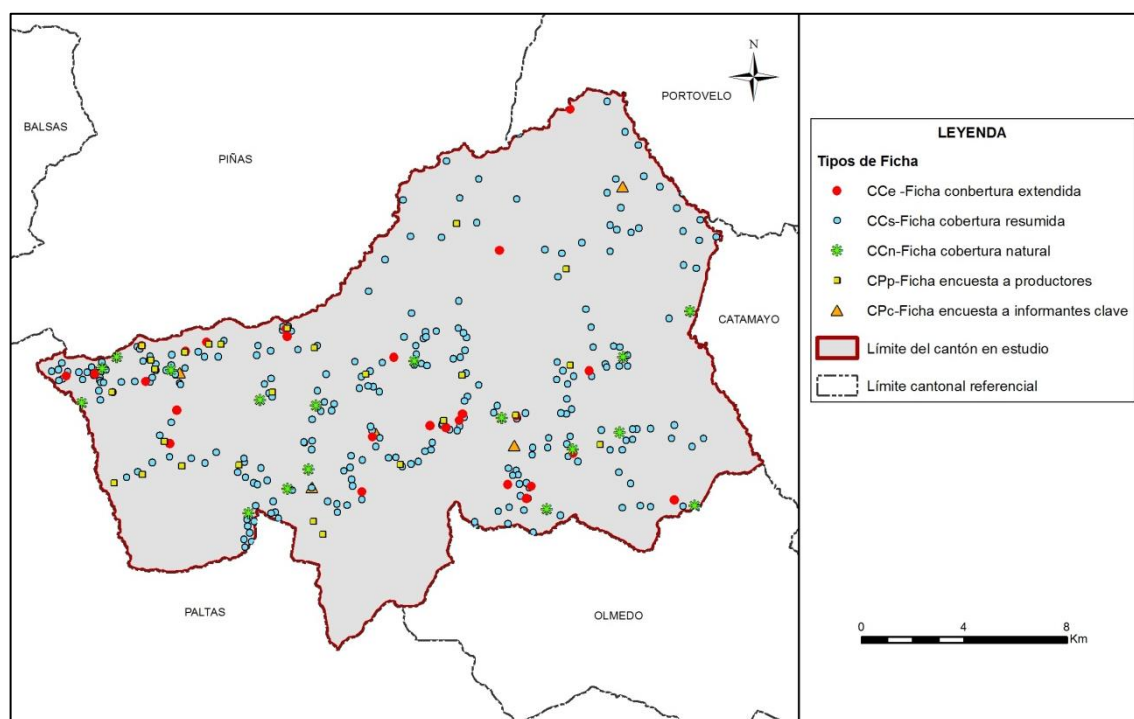 N
PORTOVELO
BALSAS
PIÑAS
CATAMAYO
PALTAS
OLMEDO
LEYENDA
Tipos de Ficha
CCe -Ficha conbertura extendida
CCs-Ficha cobertura resumida
CCn-Ficha cobertura natural
CPp-Ficha encuesta a productores
CPc-Ficha encuesta a informantes clave
Límite del cantón en estudio
Límite cantonal referencial
0 4 8
Km